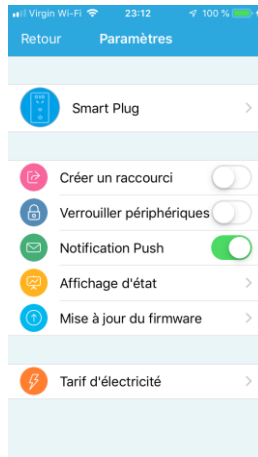 Virgin Wi-Fi 23:12 100 %
Retour Paramètres
Smart Plug
Créer un raccourci
Verrouiller périphériques
Notification Push
Affichage d'état
Mise à jour du firmware
Tarif d'électricité